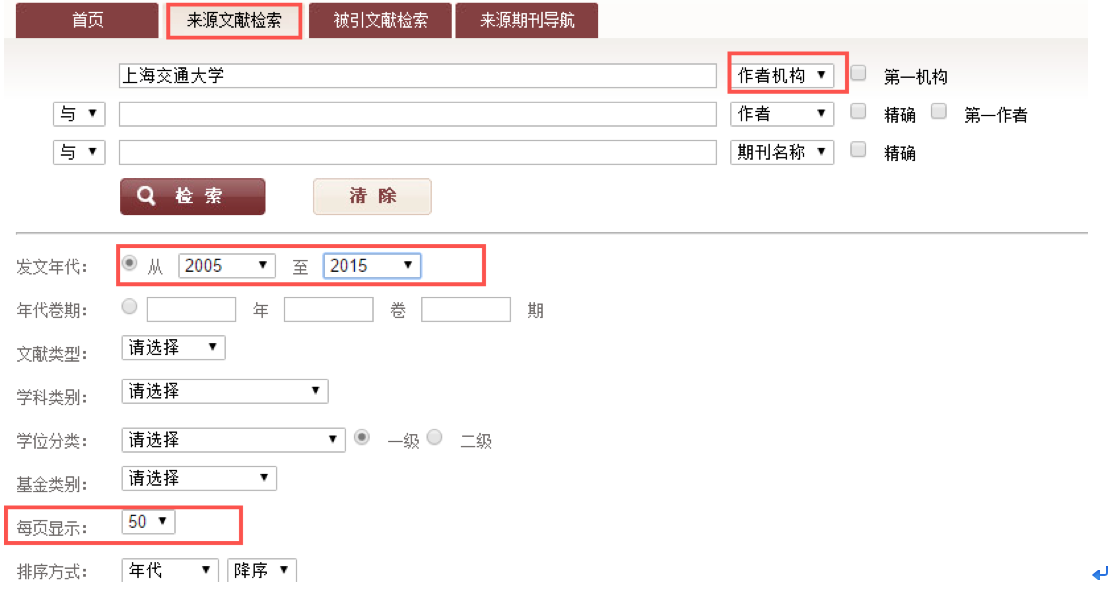 首页 来源文献检索 被引文献检索 来源期刊导航
上海交通大学 作者机构 第一机构
与 作者 精确 第一作者
与 期刊名称 精确
检 索 清 除
发文年代： 从 2005 至 2015
年代卷期： 年 卷 期
文献类型： 请选择
学科类别： 请选择
学位分类： 请选择 一级 二级
基金类别： 请选择
每页显示： 50
排序方式： 年代 降序